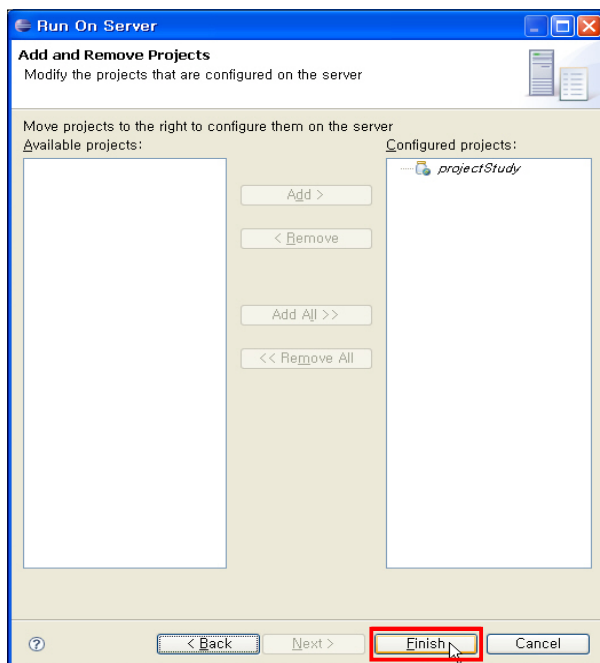 Run On Server
Add and Remove Projects
Modify the projects that are configured on the server
Move projects to the right to configure them on the server
Available projects:
Configured projects:
projectStudy
Add >
< Remove
Add All >>
<< Remove All
?
< Back
Next >
Finish
Cancel